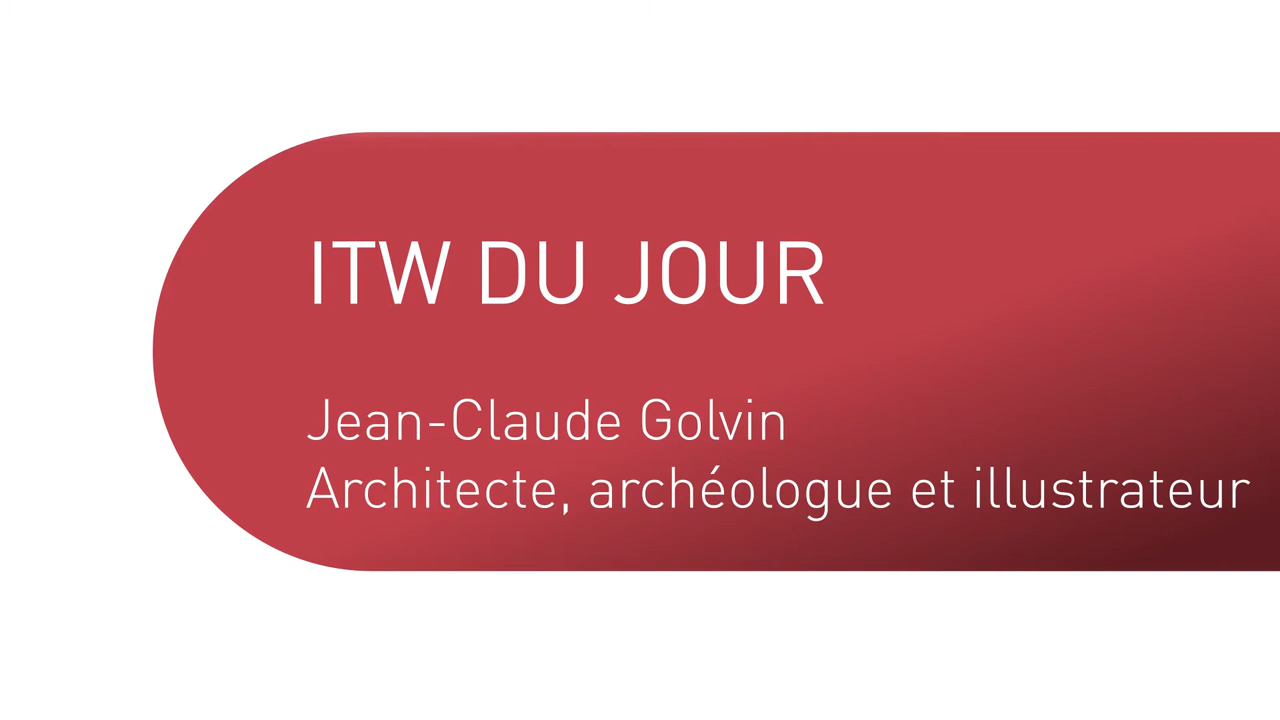 ITW DU JOUR
Jean-Claude Golvin
Architecte, archéologue et illustrateur